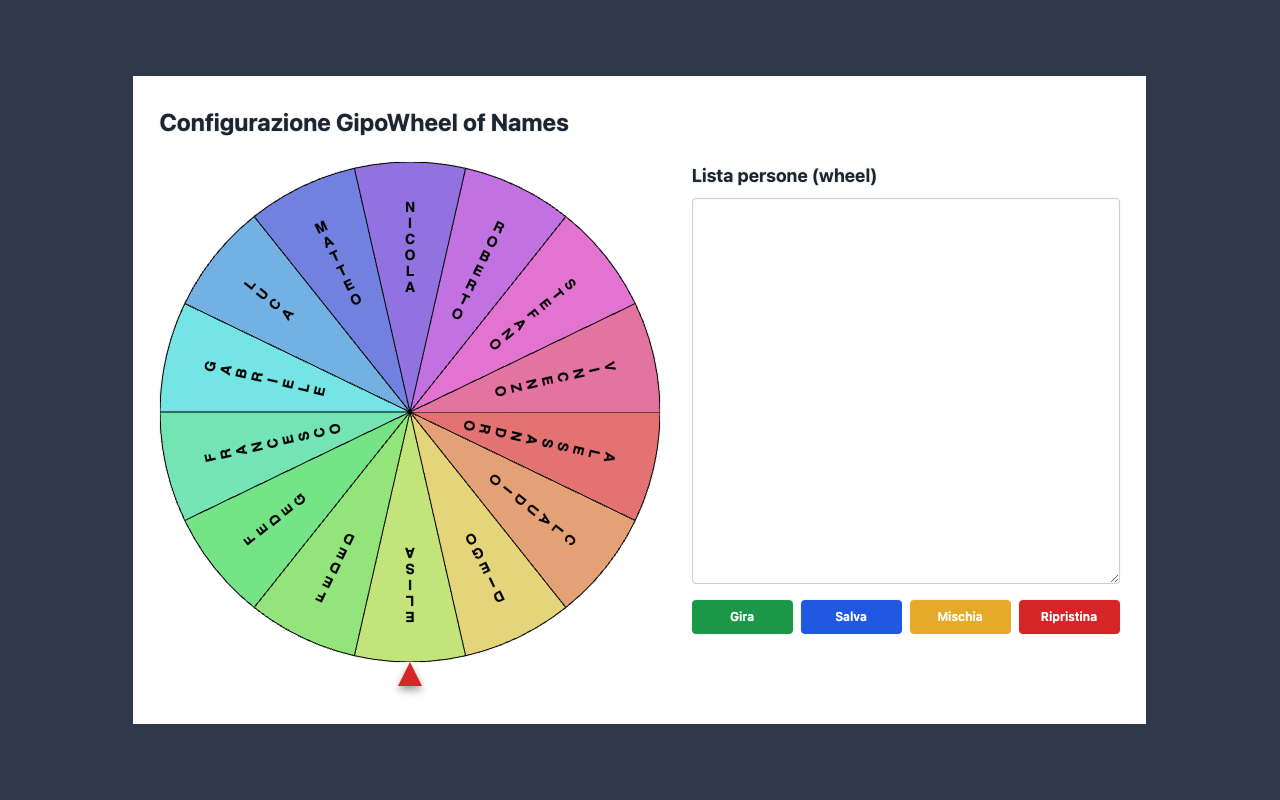 Configurazione GipoWheel of Names
Lista persone (wheel)
NICOLA
ROBERTO
STEFANO
VINCENZO
ALESSANDRO
CLAUDIO
DIEGO
ELISA
FEDED
FEDEG
FRANCESCO
GABRIELE
LUCA
MATTEO
Gira
Salva
Mischia
Ripristina